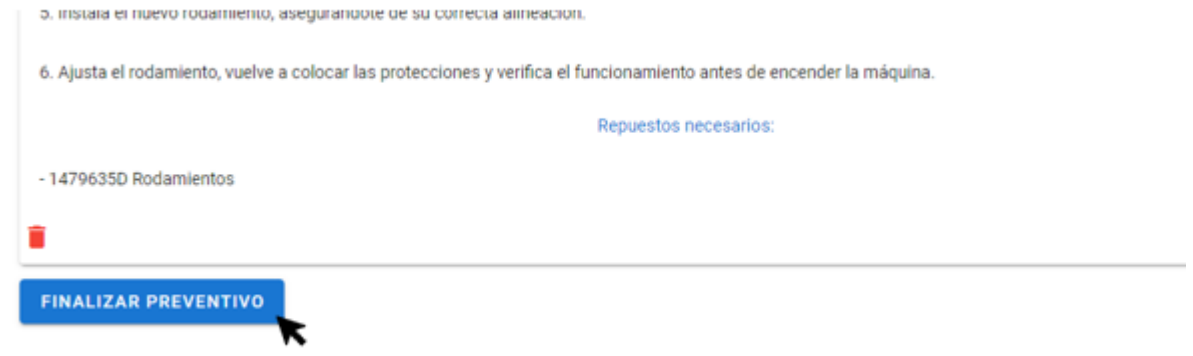 5. Instala el nuevo rodamiento, asegurándote de su correcta alineación.
6. Ajusta el rodamiento, vuelve a colocar las protecciones y verifica el funcionamiento antes de encender la máquina.
Repuestos necesarios:
- 1479635D Rodamientos
FINALIZAR PREVENTIVO